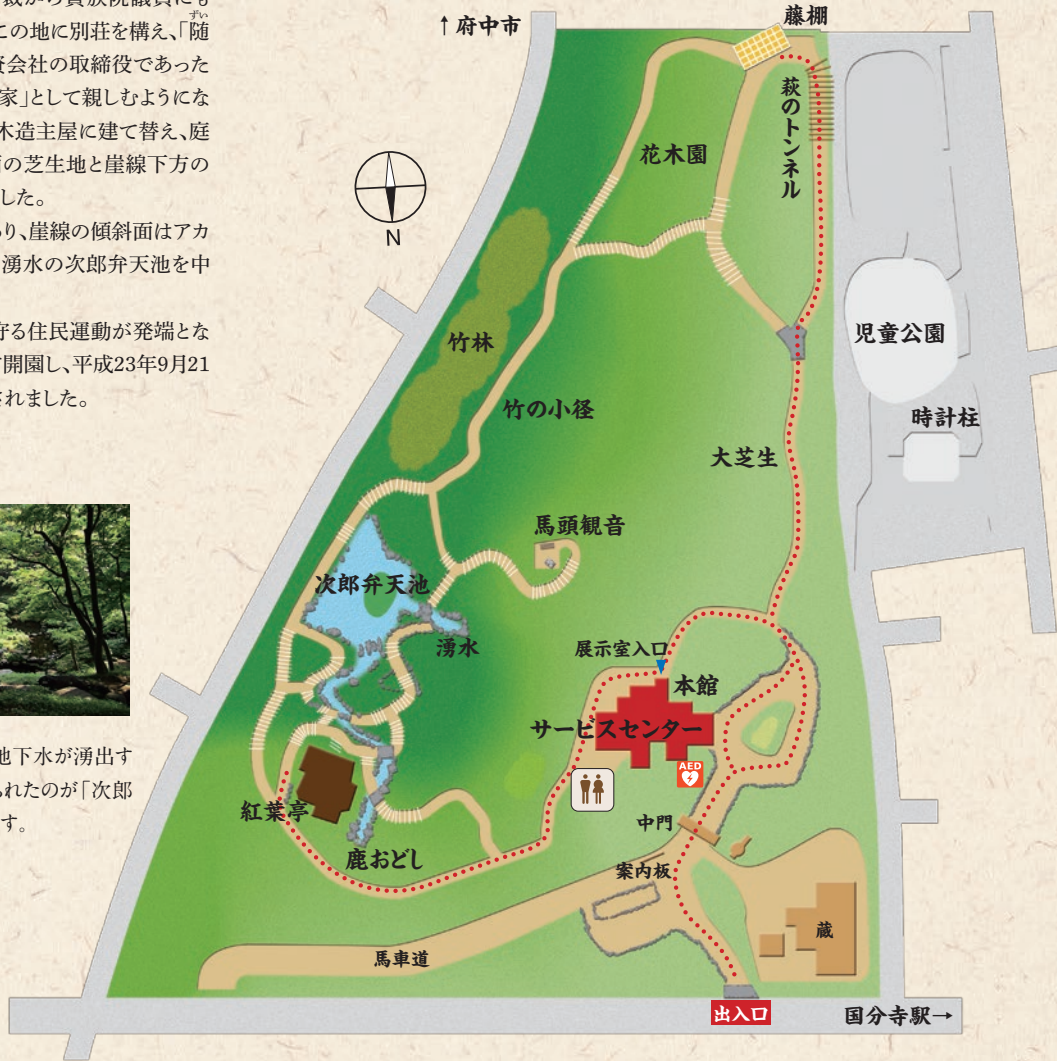 ずい
この地に別荘を構え、「随
資会社の取締役であった
家」として親しむようにな
木造主屋に建て替え、庭
の芝生地と崖線下方の
した。
り、崖線の傾斜面はアカ
湧水の次郎弁天池を中
守る住民運動が発端とな
開園し、平成23年9月21
されました。
地下水が湧出す
られたのが「次郎
す。
↑府中市
藤棚
萩のトンネル
花木園
N
竹林
児童公園
竹の小径
時計柱
大芝生
馬頭観音
次郎弁天池
湧水
展示室入口
本館
サービスセンター
AED
紅葉亭
中門
鹿おどし
案内板
蔵
馬車道
出入口
国分寺駅→